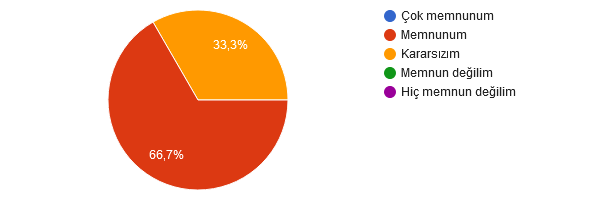 33,3%
66,7%
Çok memnunum
Memnunum
Kararsızım
Memnun değilim
Hiç memnun değilim